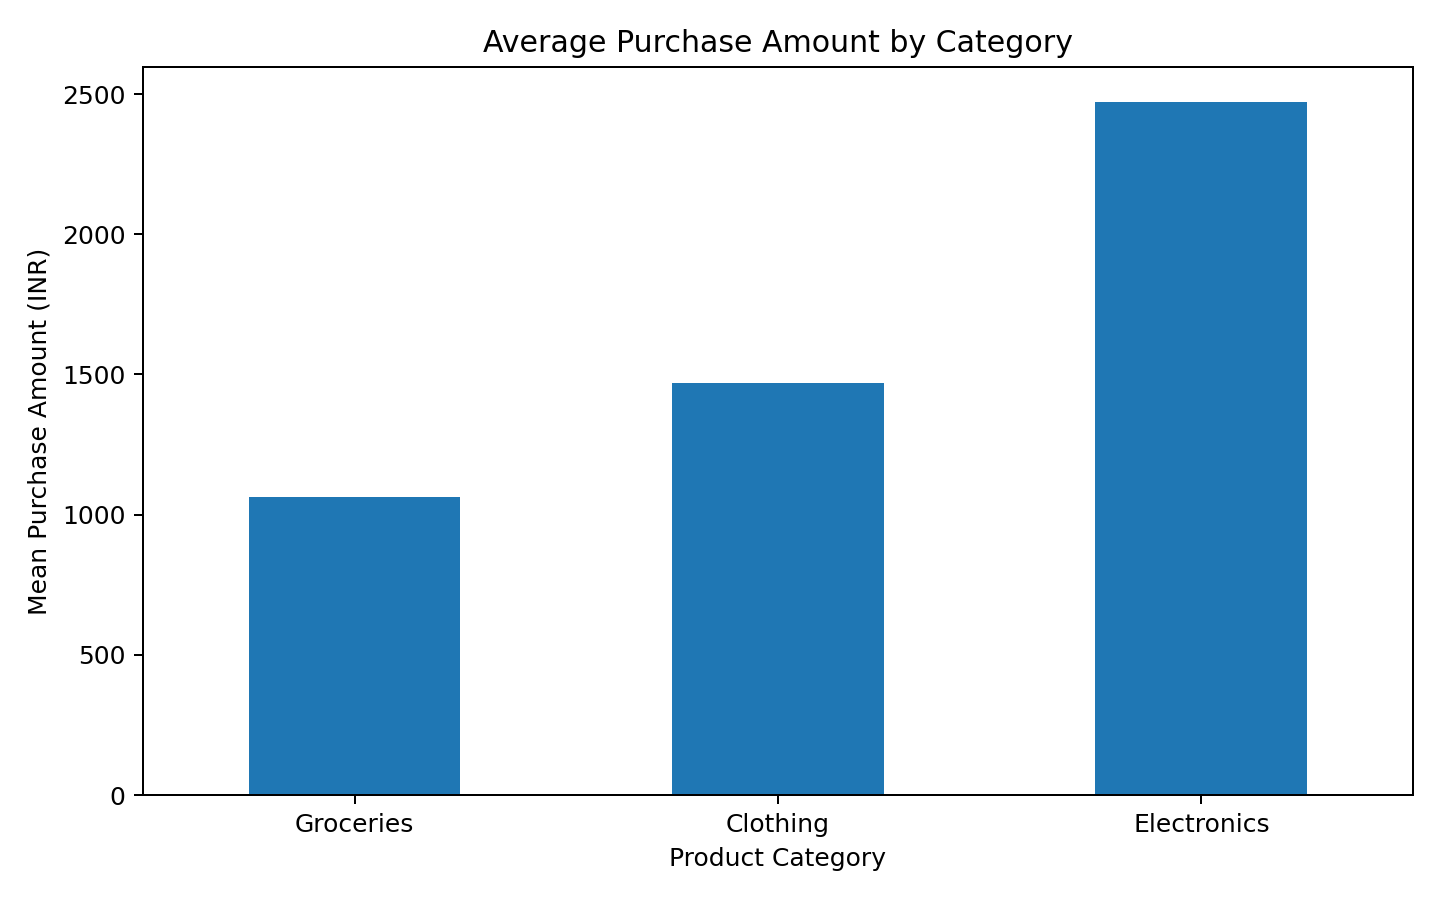 Average Purchase Amount by Category
Mean Purchase Amount (INR)
2500
2000
1500
1000
500
0
Groceries
Clothing
Electronics
Product Category